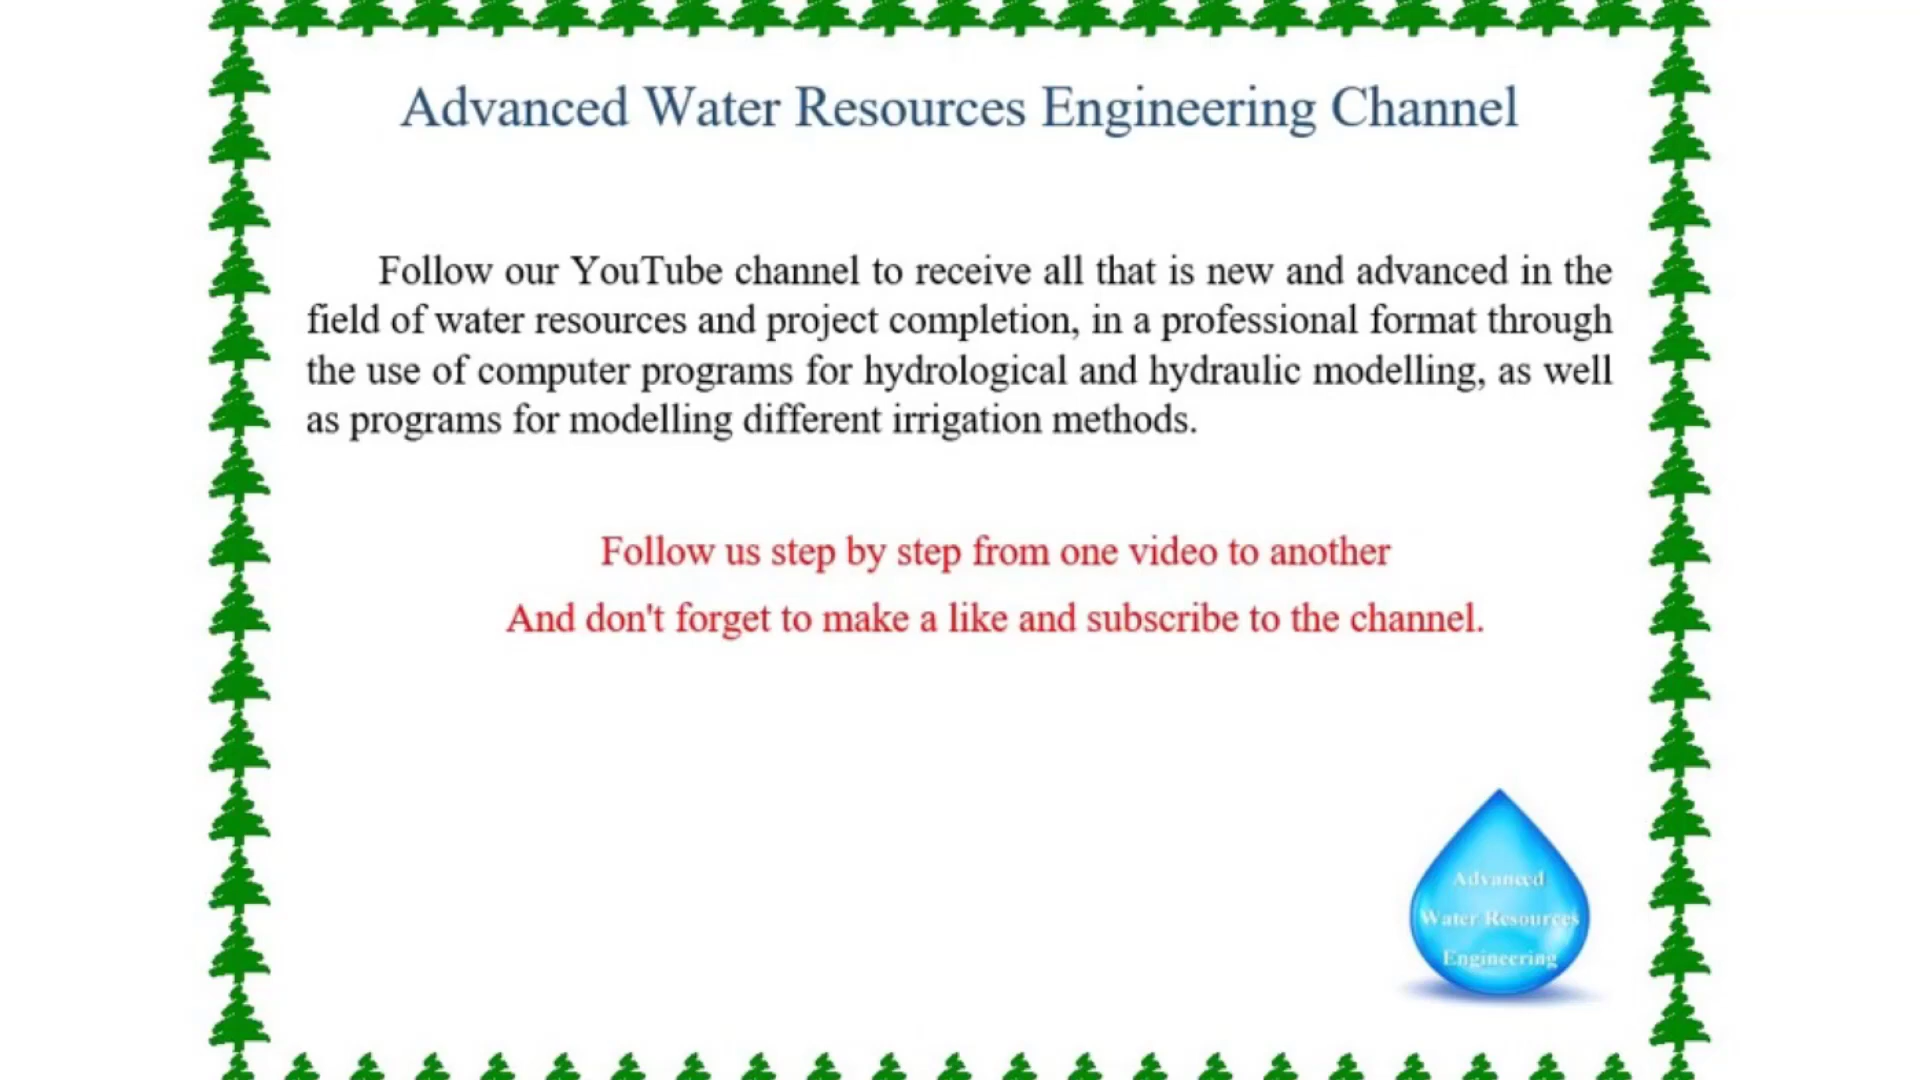 Advanced Water Resources Engineering Channel
Follow our YouTube channel to receive all that is new and advanced in the
field of water resources and project completion, in a professional format through
the use of computer programs for hydrological and hydraulic modelling, as well
as programs for modelling different irrigation methods.
Follow us step by step from one video to another
And don't forget to make a like and subscribe to the channel.
Advanced
Water Resources
Engineering